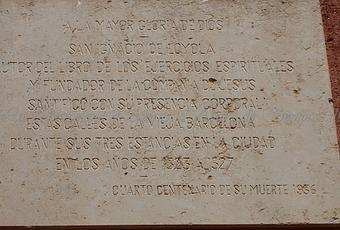 A LA MAYOR GLORIA DE DIOS
SAN IGNACIO DE LOYOLA
AUTOR DEL LIBRO DE LOS EJERCICIOS ESPIRITUALES
Y FUNDADOR DE LA COMPAÑIA DE JESUS
SANTIFICO CON SU PRESENCIA CORPORAL
ESTAS CALLES DE LA VIEJA BARCELONA
DURANTE SUS TRES ESTANCIAS EN LA CIUDAD
EN LOS AÑOS DE 1523 A 1527
CUARTO CENTENARIO DE SU MUERTE 1956